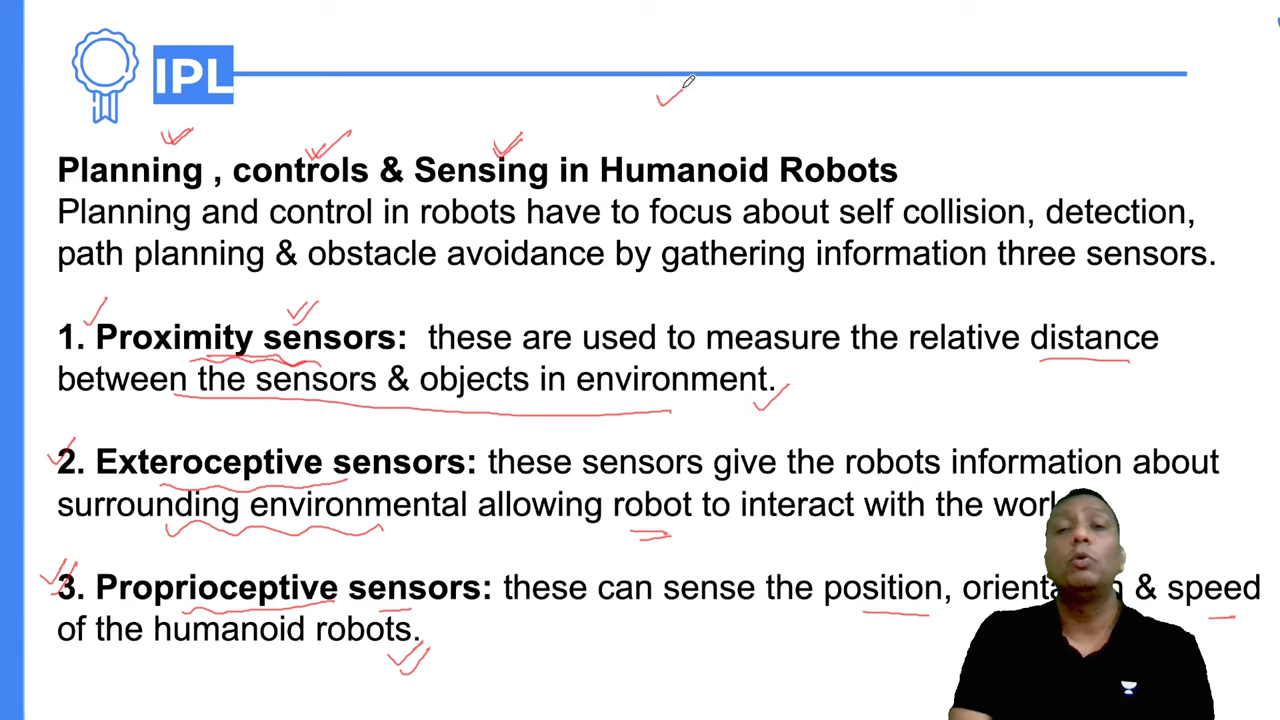 IPL
Planning , controls & Sensing in Humanoid Robots
Planning and control in robots have to focus about self collision, detection,
path planning & obstacle avoidance by gathering information three sensors.
1. Proximity sensors: these are used to measure the relative distance
between the sensors & objects in environment.
2. Exteroceptive sensors: these sensors give the robots information about
surrounding environmental allowing robot to interact with the
3. Proprioceptive sensors: these can sense the position, & speed
of the humanoid robots.